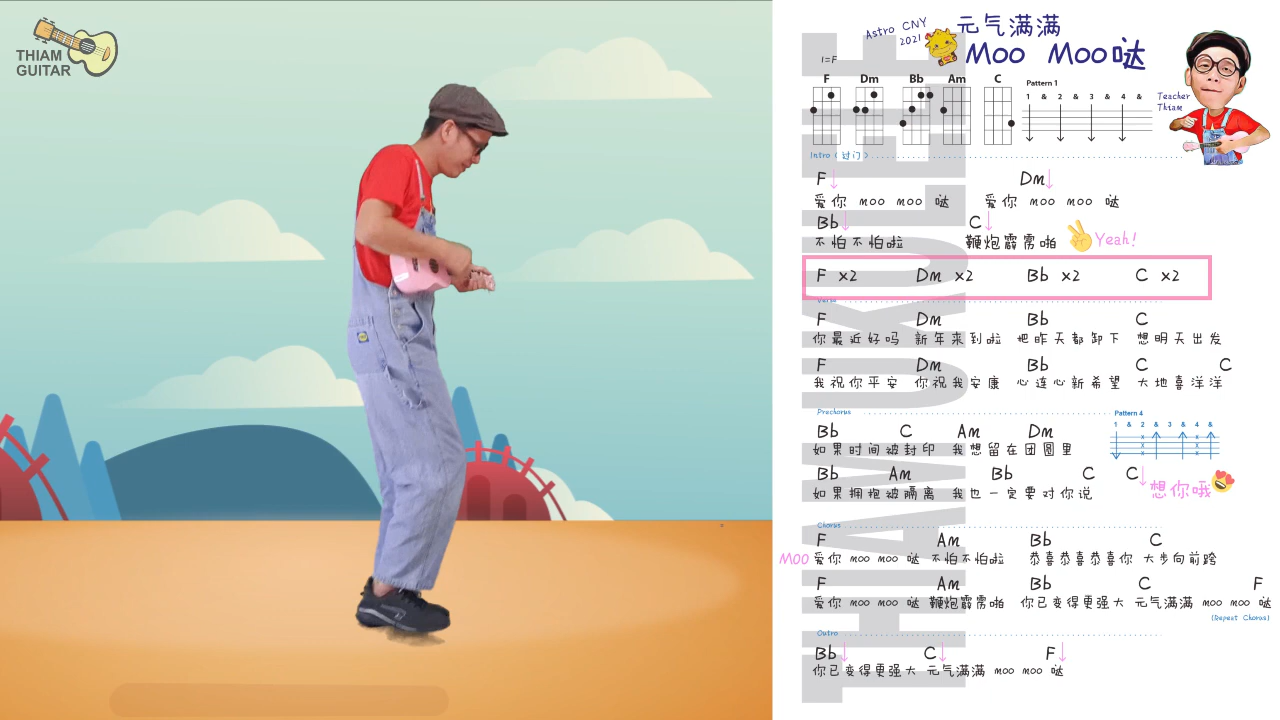 THIAM
GUITAR
Astro CNY
2021
元气满满
Moo Moo哒
1=F
F Dm Bb Am C
Pattern 1
1 & 2 & 3 & 4 &
Teacher
Thiam
Intro (过门)
F Dm
爱你 moo moo 哒 爱你 moo moo 哒
Bb C
不怕不怕啦 鞭炮霹雳啪 Yeah!
F x2 Dm x2 Bb x2 C x2
Verse
F Dm Bb C
你最近好吗 新年来到啦 把昨天都卸下 想明天出发
F Dm Bb C C
我祝你平安 你祝我安康 心连心新希望 大地喜洋洋
Prechorus
Pattern 4
1 & 2 & 3 & 4 &
Bb C Am Dm
如果时间被封印 我想留在团圆里
Bb Am Bb C C
如果拥抱被隔离 我也一定要对你说 想你哦
Chorus
F Am Bb C
MOO 爱你 moo moo 哒 不怕不怕啦 恭喜恭喜恭喜你 大步向前跨
F Am Bb C F
爱你 moo moo 哒 鞭炮霹雳啪 你已变得更强大 元气满满 moo moo 哒
(Repeat Chorus)
Outro
Bb C F
你已变得更强大 元气满满 moo moo 哒
THIAM UKULELE